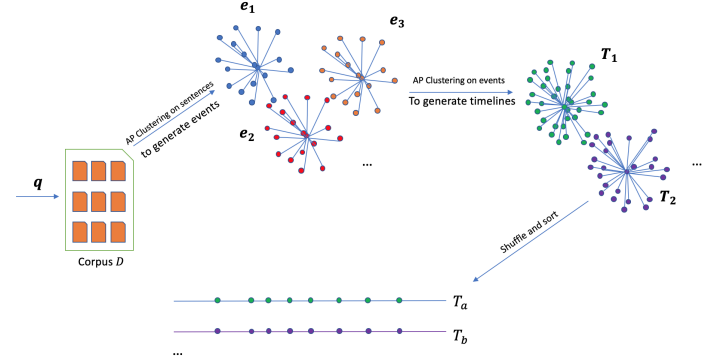 e1
e3
AP Clustering on sentences
to generate events
e2
...
AP Clustering on events
To generate timelines
T1
T2
...
q
Corpus D
Shuffle and sort
Ta
Tb
...